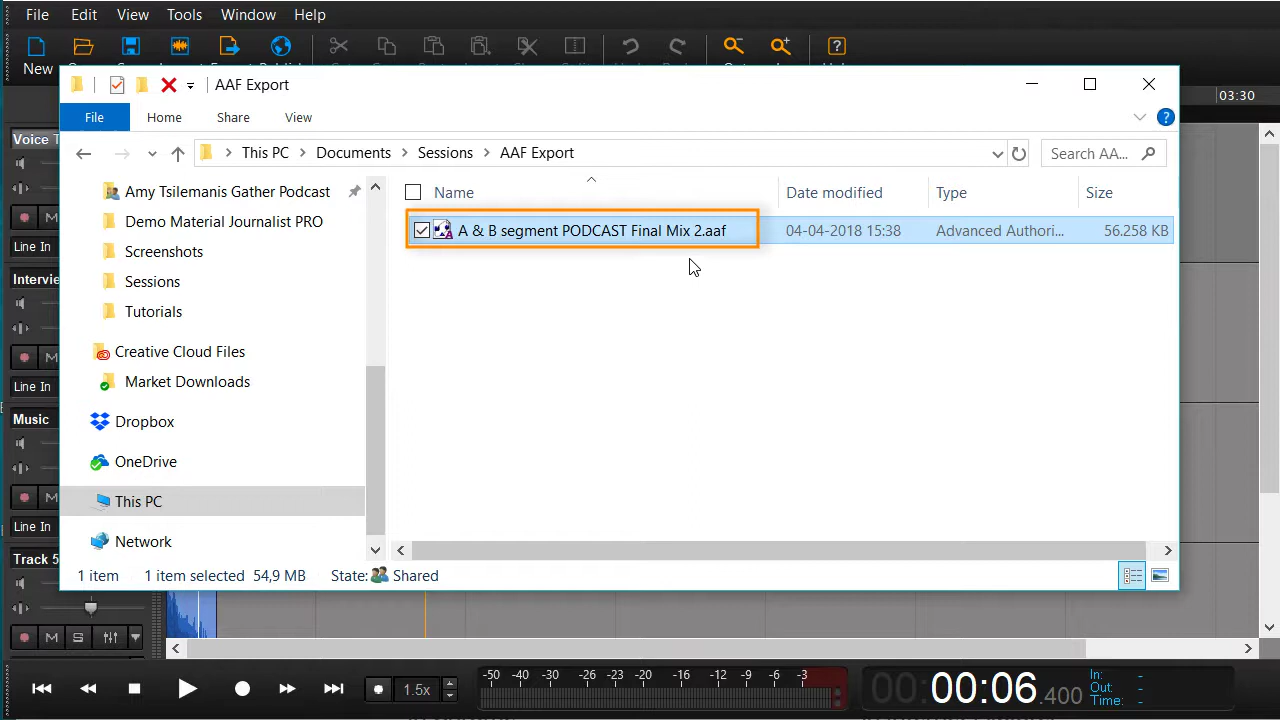 File Edit View Tools Window Help
New
AAF Export
File Home Share View
This PC Documents Sessions AAF Export
Search AA...
03:30
Name Date modified Type Size
A & B segment PODCAST Final Mix 2.aaf 04-04-2018 15:38 Advanced Authori... 56.258 KB
Amy Tsilemanis Gather Podcast
Demo Material Journalist PRO
Screenshots
Sessions
Tutorials
Creative Cloud Files
Market Downloads
Dropbox
OneDrive
This PC
Network
1 item 1 item selected 54,9 MB State: Shared
Voice T
M
Line In
Interview
M
Line In
Music
M
Line In
Track 5
M S
1.5x
-50 -40 -30 -26 -23 -20 -16 -12 -8 -3
00:06.400
In: -
Out: -
Time: -